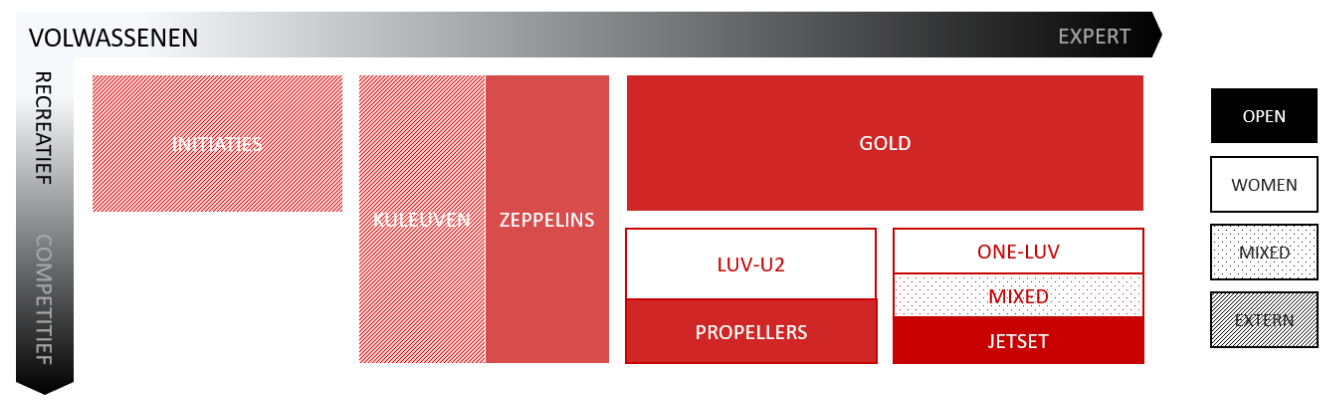 VOLWASSENEN
EXPERT
RECREATIEF
COMPETITIEF
INITIATIES
KULEUVEN
ZEPPELINS
GOLD
LUV-U2
PROPELLERS
ONE-LUV
MIXED
JETSET
OPEN
WOMEN
MIXED
EXTERN